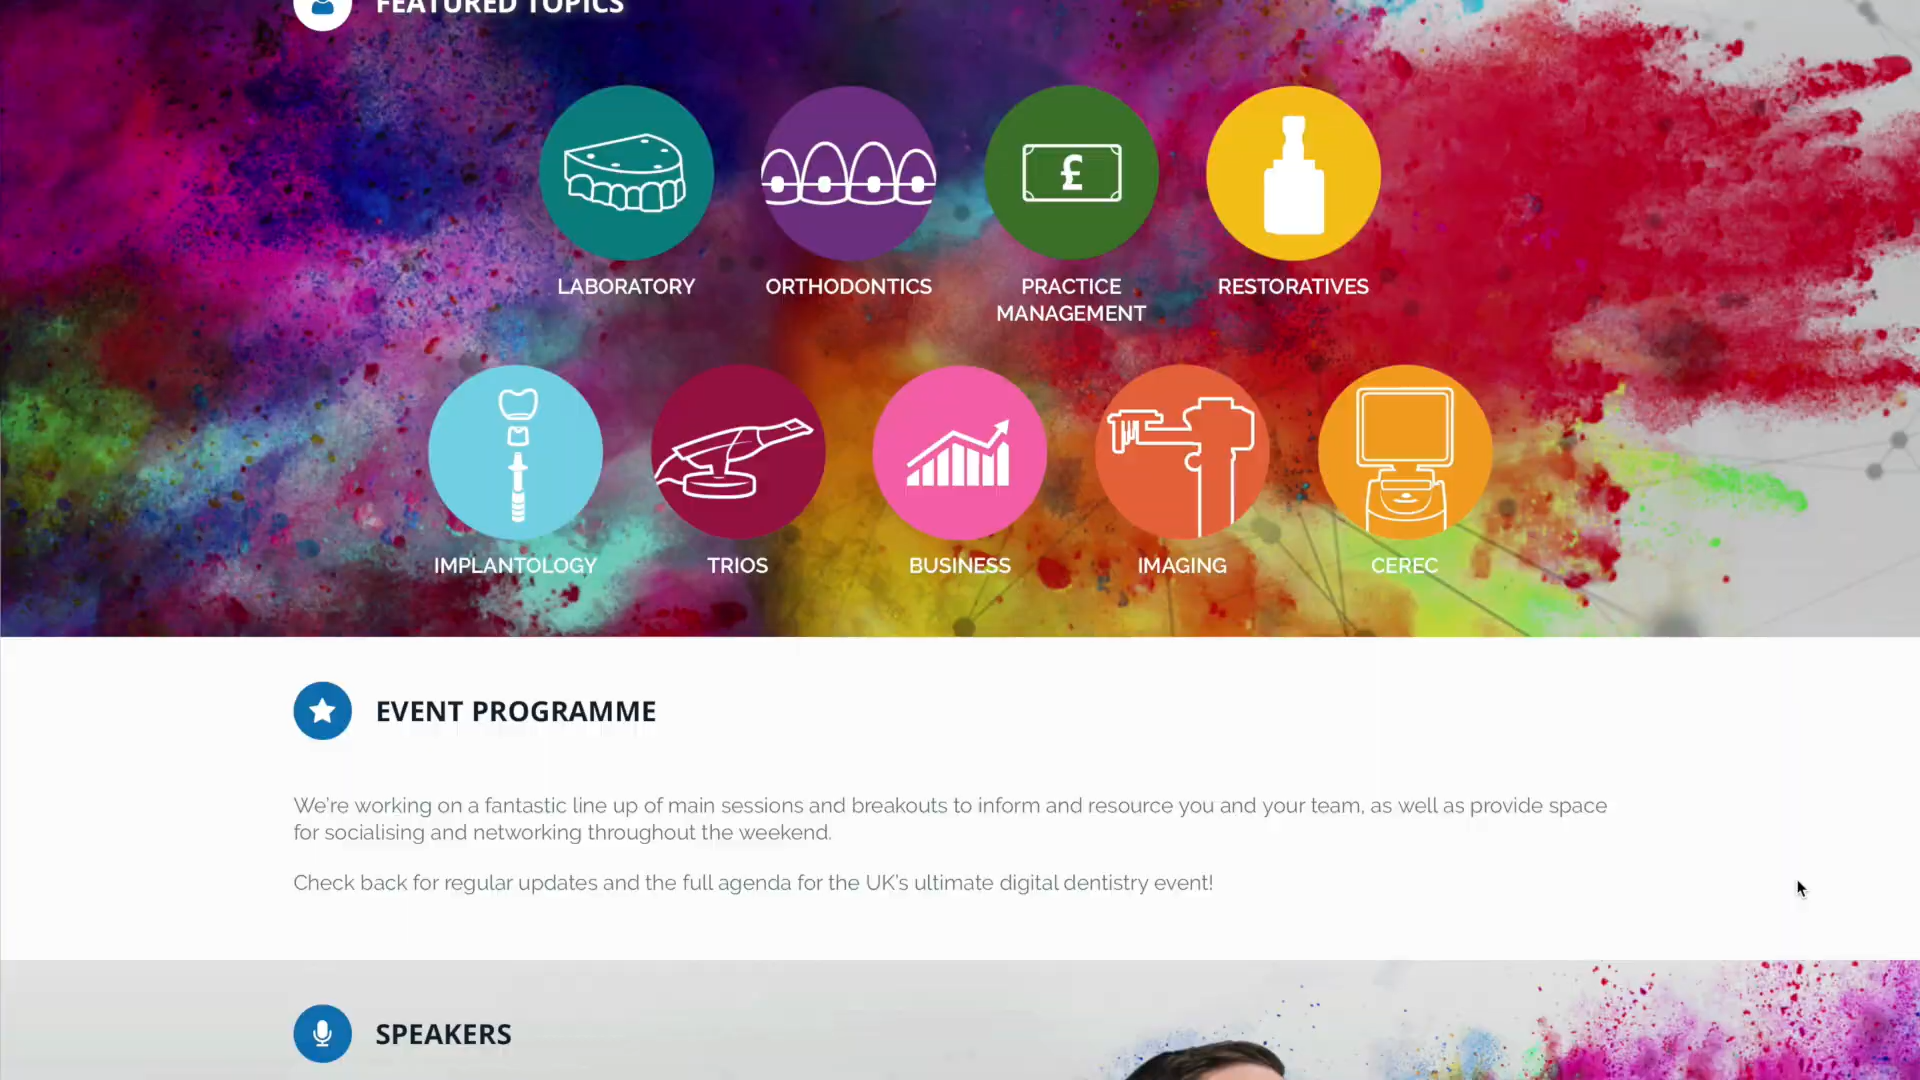 FEATURED TOPICS
LABORATORY
ORTHODONTICS
PRACTICE
MANAGEMENT
RESTORATIVES
£
IMPLANTOLOGY
TRIOS
BUSINESS
IMAGING
CEREC
EVENT PROGRAMME
We're working on a fantastic line up of main sessions and breakouts to inform and resource you and your team, as well as provide space
for socialising and networking throughout the weekend.
Check back for regular updates and the full agenda for the UK's ultimate digital dentistry event!
SPEAKERS